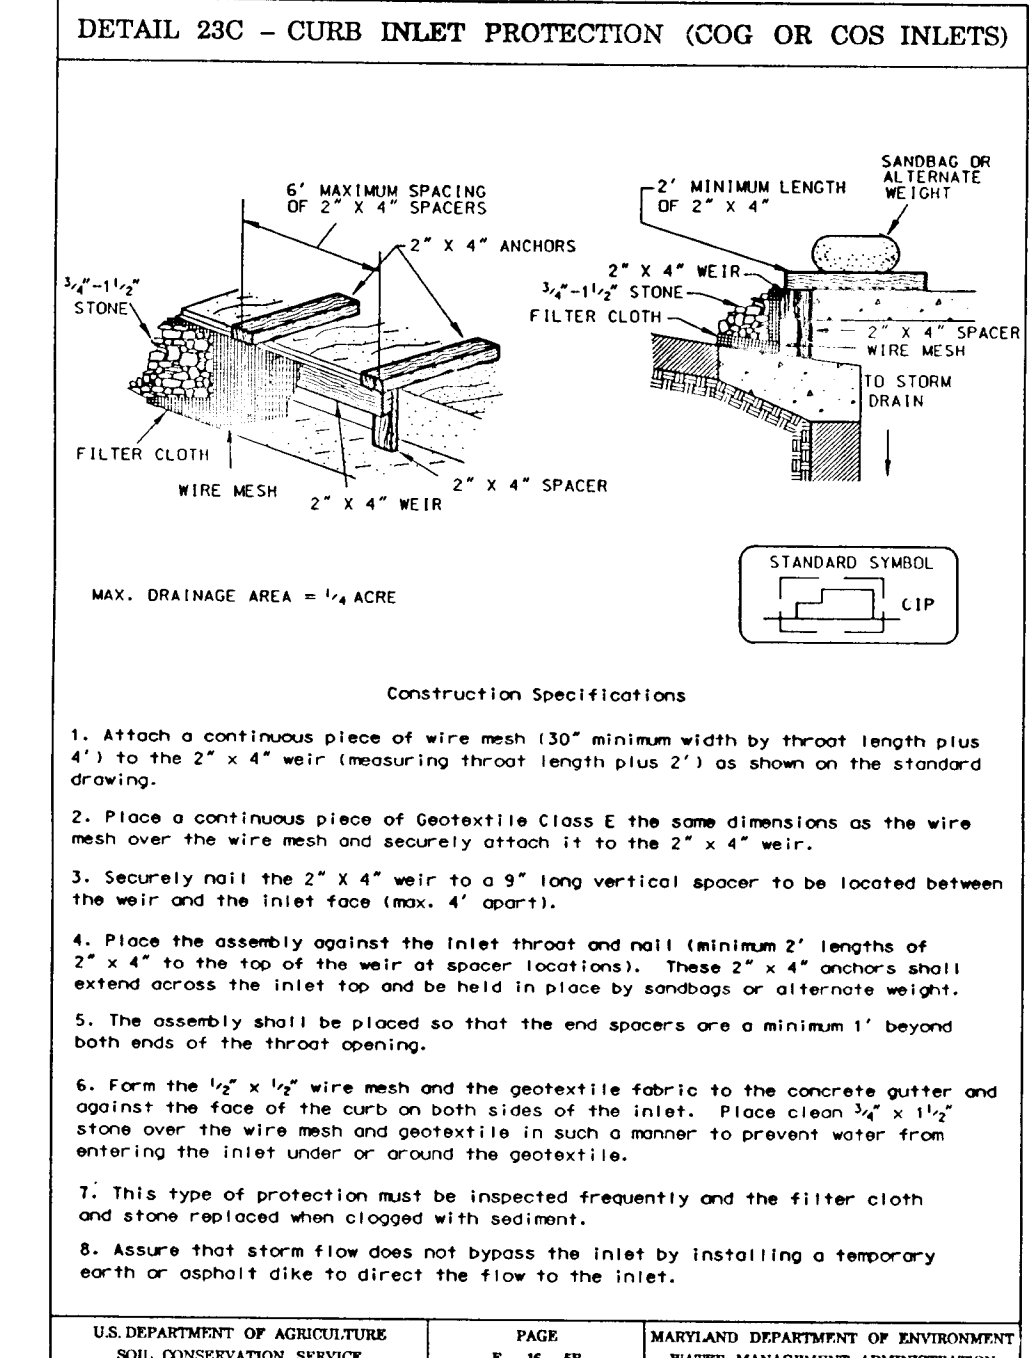 DETAIL 23C - CURB INLET PROTECTION (COG OR COS INLETS)
6' MAXIMUM SPACING
OF 2" X 4" SPACERS
2" X 4" ANCHORS
3/4"-1 1/2"
STONE
FILTER CLOTH
WIRE MESH
2" X 4" WEIR
2" X 4" SPACER
SANDBAG OR
ALTERNATE
WEIGHT
2' MINIMUM LENGTH
OF 2" X 4"
2" X 4" WEIR
3/4"-1 1/2" STONE
FILTER CLOTH
2" X 4" SPACER
WIRE MESH
TO STORM
DRAIN
MAX. DRAINAGE AREA = 1/4 ACRE
STANDARD SYMBOL
CIP
Construction Specifications
1. Attach a continuous piece of wire mesh (30" minimum width by throat length plus
4') to the 2" x 4" weir (measuring throat length plus 2') as shown on the standard
drawing.
2. Place a continuous piece of Geotextile Class E the same dimensions as the wire
mesh over the wire mesh and securely attach it to the 2" x 4" weir.
3. Securely nail the 2" X 4" weir to a 9" long vertical spacer to be located between
the weir and the inlet face (max. 4' apart).
4. Place the assembly against the inlet throat and nail (minimum 2' lengths of
2" x 4" to the top of the weir at spacer locations). These 2" x 4" anchors shall
extend across the inlet top and be held in place by sandbags or alternate weight.
5. The assembly shall be placed so that the end spacers are a minimum 1' beyond
both ends of the throat opening.
6. Form the 1/2" x 1/2" wire mesh and the geotextile fabric to the concrete gutter and
against the face of the curb on both sides of the inlet. Place clean 3/4" x 1 1/2"
stone over the wire mesh and geotextile in such a manner to prevent water from
entering the inlet under or around the geotextile.
7. This type of protection must be inspected frequently and the filter cloth
and stone replaced when clogged with sediment.
8. Assure that storm flow does not bypass the inlet by installing a temporary
earth or asphalt dike to direct the flow to the inlet.
U.S. DEPARTMENT OF AGRICULTURE
SOIL CONSERVATION SERVICE
PAGE
MARYLAND DEPARTMENT OF ENVIRONMENT
WATER MANAGEMENT ADMINISTRATION